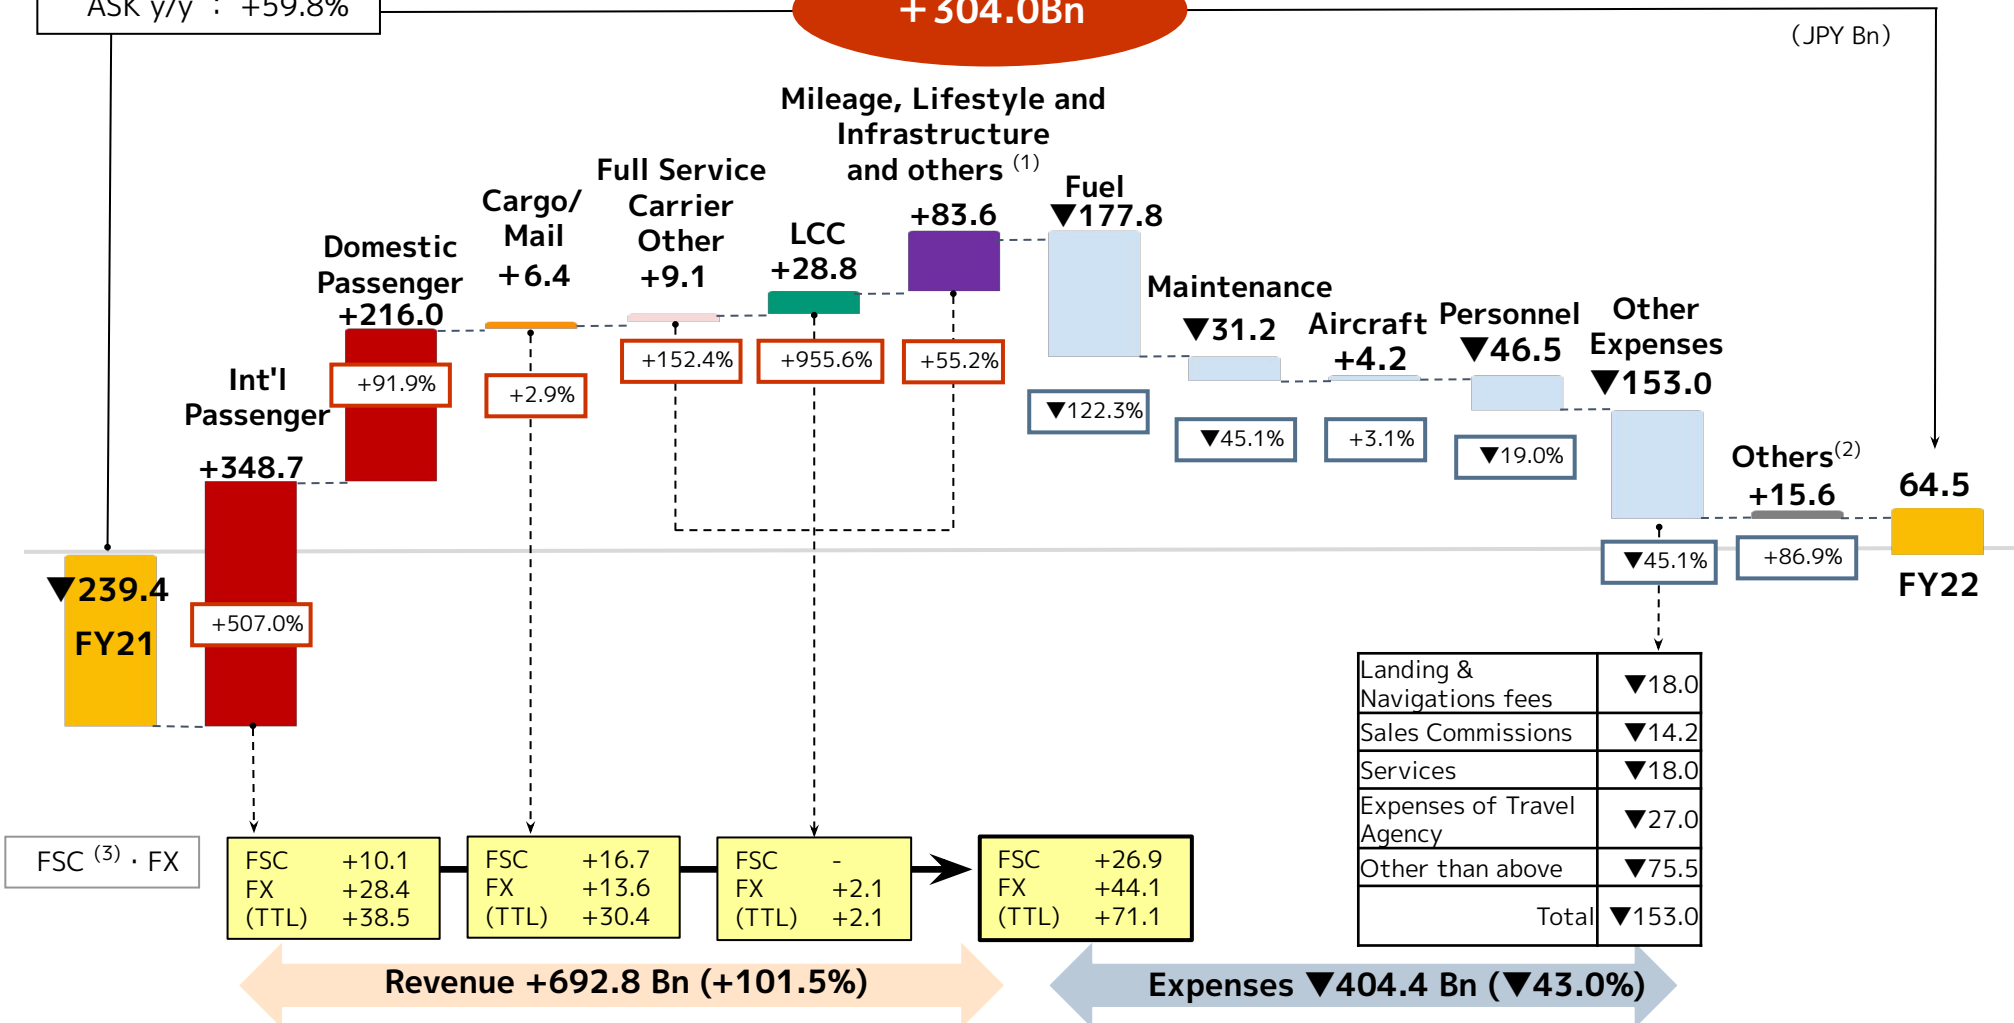 ASK y/y : +59.8%
+304.0Bn
(JPY Bn)
Mileage, Lifestyle and
Infrastructure
and others (1)
+83.6
Full Service
Carrier
Other
+9.1
Cargo/
Mail
+6.4
LCC
+28.8
Domestic
Passenger
+216.0
Int'l
Passenger
+348.7
Fuel
▼177.8
Maintenance
▼31.2
Aircraft
+4.2
Personnel
▼46.5
Other
Expenses
▼153.0
Others(2)
+15.6
64.5
FY22
+91.9%
+2.9%
+152.4%
+955.6%
+55.2%
▼122.3%
▼45.1%
+3.1%
▼19.0%
▼45.1%
+86.9%
▼239.4
FY21
+507.0%
Landing &
Navigations fees ▼18.0
Sales Commissions ▼14.2
Services ▼18.0
Expenses of Travel
Agency ▼27.0
Other than above ▼75.5
Total ▼153.0
FSC (3) · FX
FSC +10.1
FX +28.4
(TTL) +38.5
FSC +16.7
FX +13.6
(TTL) +30.4
FSC -
FX +2.1
(TTL) +2.1
FSC +26.9
FX +44.1
(TTL) +71.1
Revenue +692.8 Bn (+101.5%)
Expenses ▼404.4 Bn (▼43.0%)